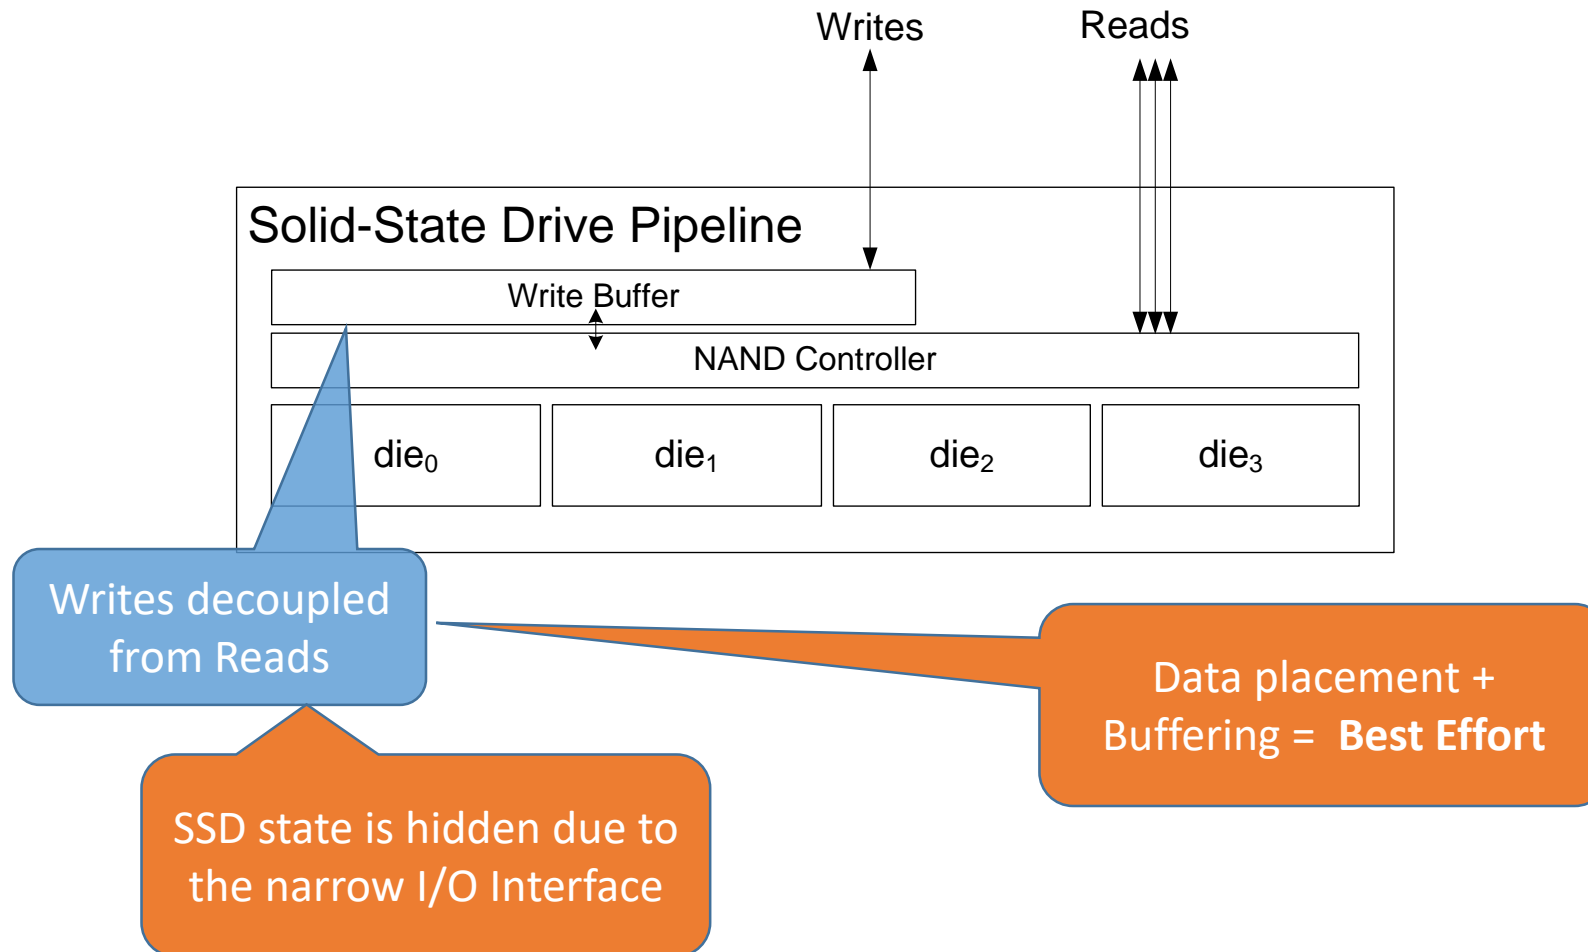 Writes
Reads
Solid-State Drive Pipeline
Write Buffer
NAND Controller
die₀
die₁
die₂
die₃
Writes decoupled
from Reads
Data placement +
Buffering = Best Effort
SSD state is hidden due to
the narrow I/O Interface